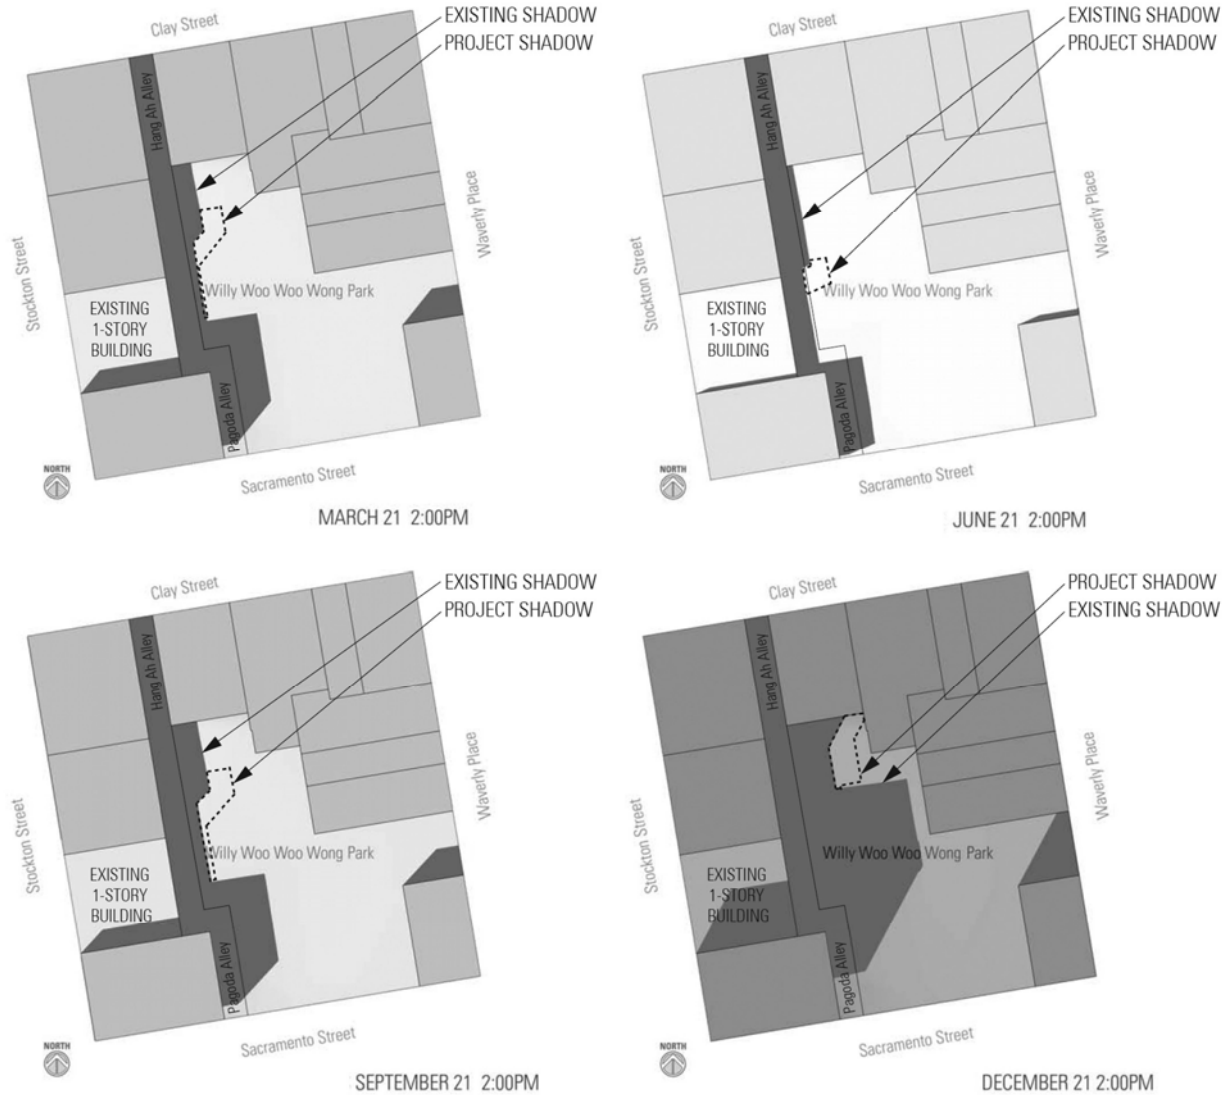 Clay Street
EXISTING SHADOW
PROJECT SHADOW
Hang Ah Alley
Stockton Street
Waverly Place
Willy Woo Woo Wong Park
EXISTING
1-STORY
BUILDING
Pagoda Alley
NORTH
Sacramento Street
MARCH 21 2:00PM
Clay Street
EXISTING SHADOW
PROJECT SHADOW
Hang Ah Alley
Stockton Street
Waverly Place
Willy Woo Woo Wong Park
EXISTING
1-STORY
BUILDING
Pagoda Alley
NORTH
Sacramento Street
JUNE 21 2:00PM
Clay Street
EXISTING SHADOW
PROJECT SHADOW
Hang Ah Alley
Stockton Street
Waverly Place
Willy Woo Woo Wong Park
EXISTING
1-STORY
BUILDING
Pagoda Alley
NORTH
Sacramento Street
SEPTEMBER 21 2:00PM
Clay Street
PROJECT SHADOW
EXISTING SHADOW
Hang Ah Alley
Stockton Street
Waverly Place
Willy Woo Woo Wong Park
EXISTING
1-STORY
BUILDING
Pagoda Alley
NORTH
Sacramento Street
DECEMBER 21 2:00PM